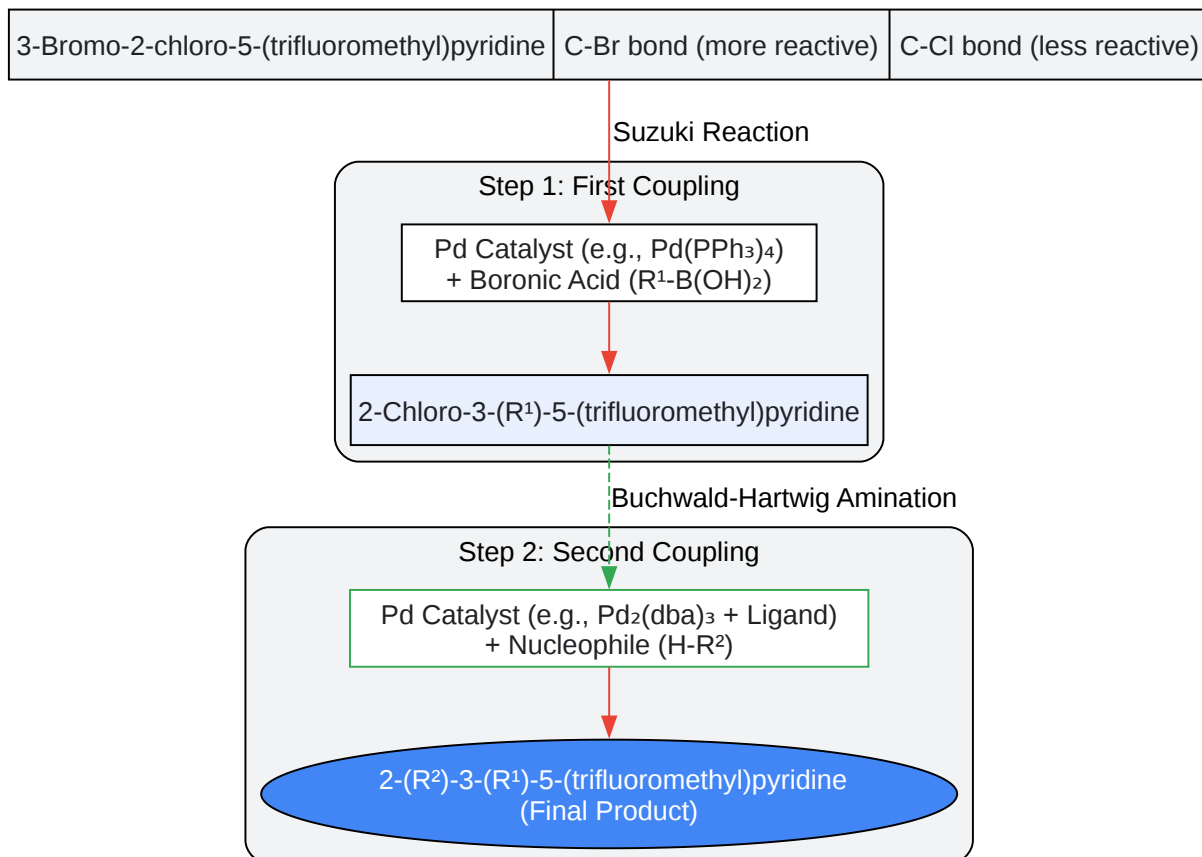 3-Bromo-2-chloro-5-(trifluoromethyl)pyridine
C-Br bond (more reactive)
C-Cl bond (less reactive)
Suzuki Reaction
Step 1: First Coupling
Pd Catalyst (e.g., Pd(PPh₃)₄)
+ Boronic Acid (R¹-B(OH)₂)
2-Chloro-3-(R¹)-5-(trifluoromethyl)pyridine
Buchwald-Hartwig Amination
Step 2: Second Coupling
Pd Catalyst (e.g., Pd₂(dba)₃ + Ligand)
+ Nucleophile (H-R²)
2-(R²)-3-(R¹)-5-(trifluoromethyl)pyridine
(Final Product)